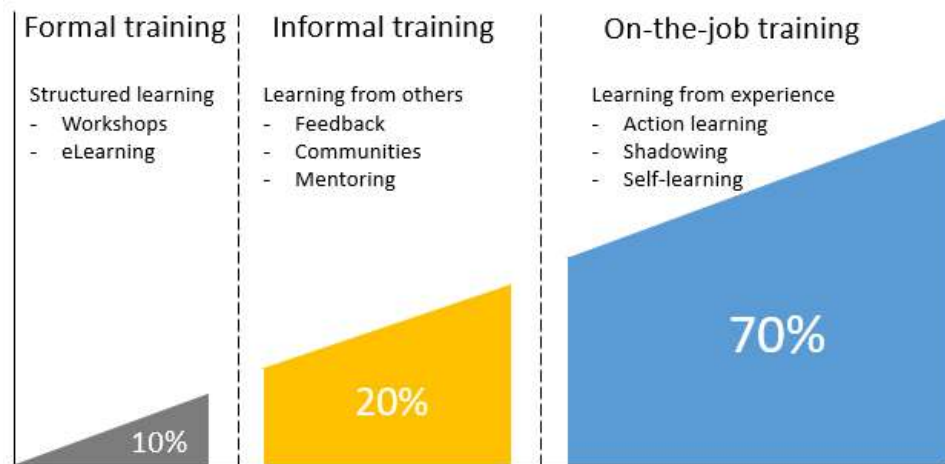 Formal training
Structured learning
- Workshops
- eLearning
10%
Informal training
Learning from others
- Feedback
- Communities
- Mentoring
20%
On-the-job training
Learning from experience
- Action learning
- Shadowing
- Self-learning
70%